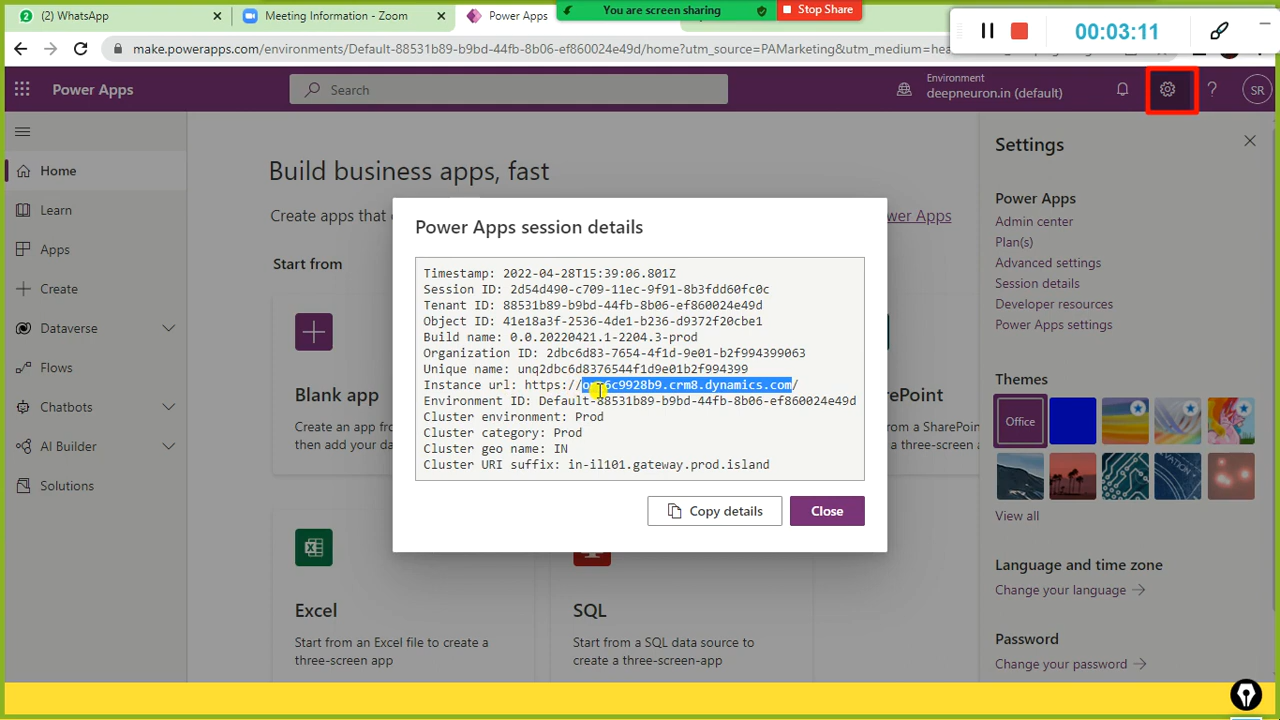 (2) WhatsApp
Meeting Information - Zoom
Power Apps
You are screen sharing
Stop Share
00:03:11
make.powerapps.com/environments/Default-88531b89-b9bd-44fb-8b06-ef860024e49d/home?utm_source=PAMarketing&utm_medium=hea
Power Apps
Search
Environment
deepneuron.in (default)
SR
Home
Learn
Apps
Create
Dataverse
Flows
Chatbots
AI Builder
Solutions
Build business apps, fast
Create apps that
wer Apps
Start from
Blank app
Create an app from
then add your da
rePoint
from a SharePoin
a three-screen ap
Excel
Start from an Excel file to create a
three-screen app
SQL
Start from a SQL data source to
create a three-screen-app
Power Apps session details
Timestamp: 2022-04-28T15:39:06.801Z
Session ID: 2d54d490-c709-11ec-9f91-8b3fdd60fc0c
Tenant ID: 88531b89-b9bd-44fb-8b06-ef860024e49d
Object ID: 41e18a3f-2536-4de1-b236-d9372f20cbe1
Build name: 0.0.20220421.1-2204.3-prod
Organization ID: 2dbc6d83-7654-4f1d-9e01-b2f994399063
Unique name: unq2dbc6d8376544f1d9e01b2f994399
Instance url:
Environment ID: Default-88531b89-b9bd-44fb-8b06-ef860024e49d
Cluster environment: Prod
Cluster category: Prod
Cluster geo name: IN
Cluster URI suffix: in-il101.gateway.prod.island
Copy details
Close
Settings
Power Apps
Admin center
Plan(s)
Advanced settings
Session details
Developer resources
Power Apps settings
Themes
Office
View all
Language and time zone
Change your language
Password
Change your password